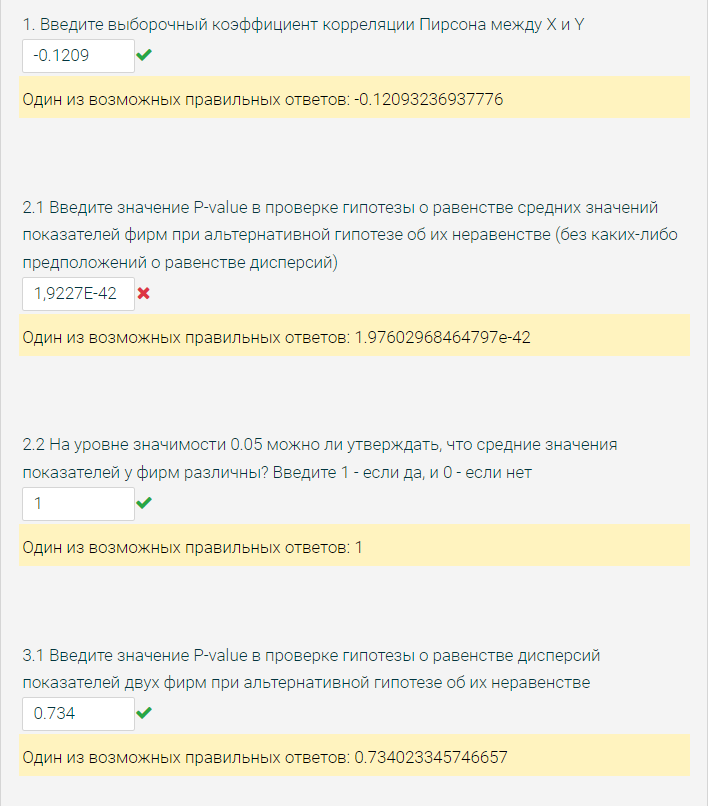 1. Введите выборочный коэффициент корреляции Пирсона между X и Y
-0.1209
Один из возможных правильных ответов: -0.12093236937776
2.1 Введите значение P-value в проверке гипотезы о равенстве средних значений
показателей фирм при альтернативной гипотезе об их неравенстве (без каких-либо
предположений о равенстве дисперсий)
1,9227E-42
Один из возможных правильных ответов: 1.97602968464797e-42
2.2 На уровне значимости 0.05 можно ли утверждать, что средние значения
показателей у фирм различны? Введите 1 - если да, и 0 - если нет
1
Один из возможных правильных ответов: 1
3.1 Введите значение P-value в проверке гипотезы о равенстве дисперсий
показателей двух фирм при альтернативной гипотезе об их неравенстве
0.734
Один из возможных правильных ответов: 0.734023345746657